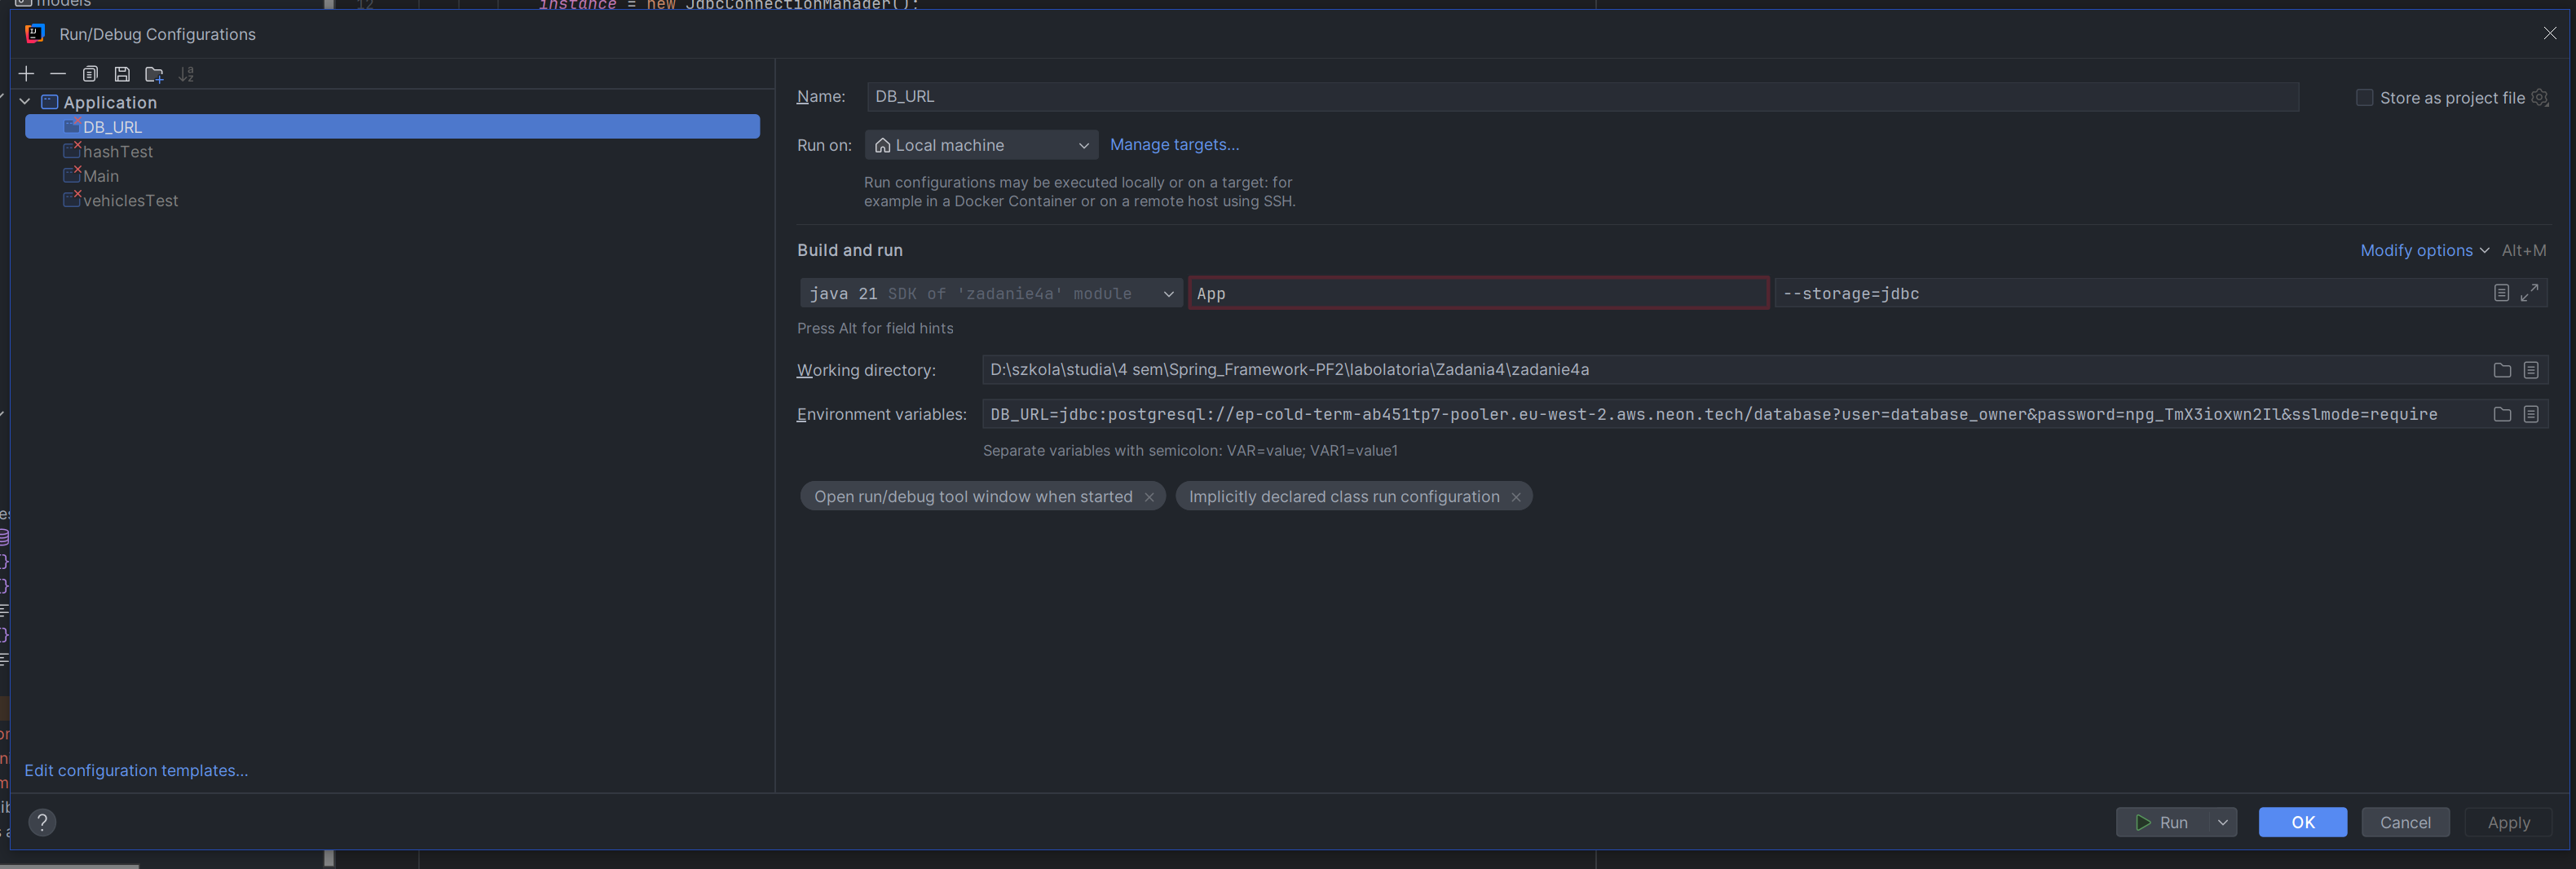 models
12 instance = new JdbcConnectionManager();
Run/Debug Configurations
Application
DB_URL
hashTest
Main
vehiclesTest
Edit configuration templates...
Name: DB_URL
Store as project file
Run on: Local machine Manage targets...
Run configurations may be executed locally or on a target: for
example in a Docker Container or on a remote host using SSH.
Build and run
Modify options Alt+M
java 21 SDK of 'zadanie4a' module App --storage=jdbc
Press Alt for field hints
Working directory: D:\szkola\studia\4 sem\Spring_Framework-PF2\labolatoria\Zadania4\zadanie4a
Environment variables: DB_URL=jdbc:postgresql://ep-cold-term-ab451tp7-pooler.eu-west-2.aws.neon.tech/database?user=database_owner&password=npg_TmX3ioxwn2Il&sslmode=require
Separate variables with semicolon: VAR=value; VAR1=value1
Open run/debug tool window when started Implicitly declared class run configuration
? Run OK Cancel Apply